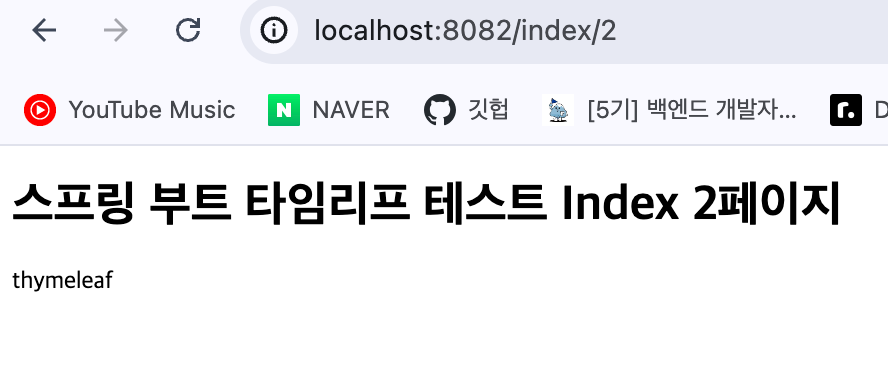 localhost:8082/index/2
YouTube Music NAVER 깃헙 [5기] 백엔드 개발자... D
스프링 부트 타임리프 테스트 Index 2페이지
thymeleaf